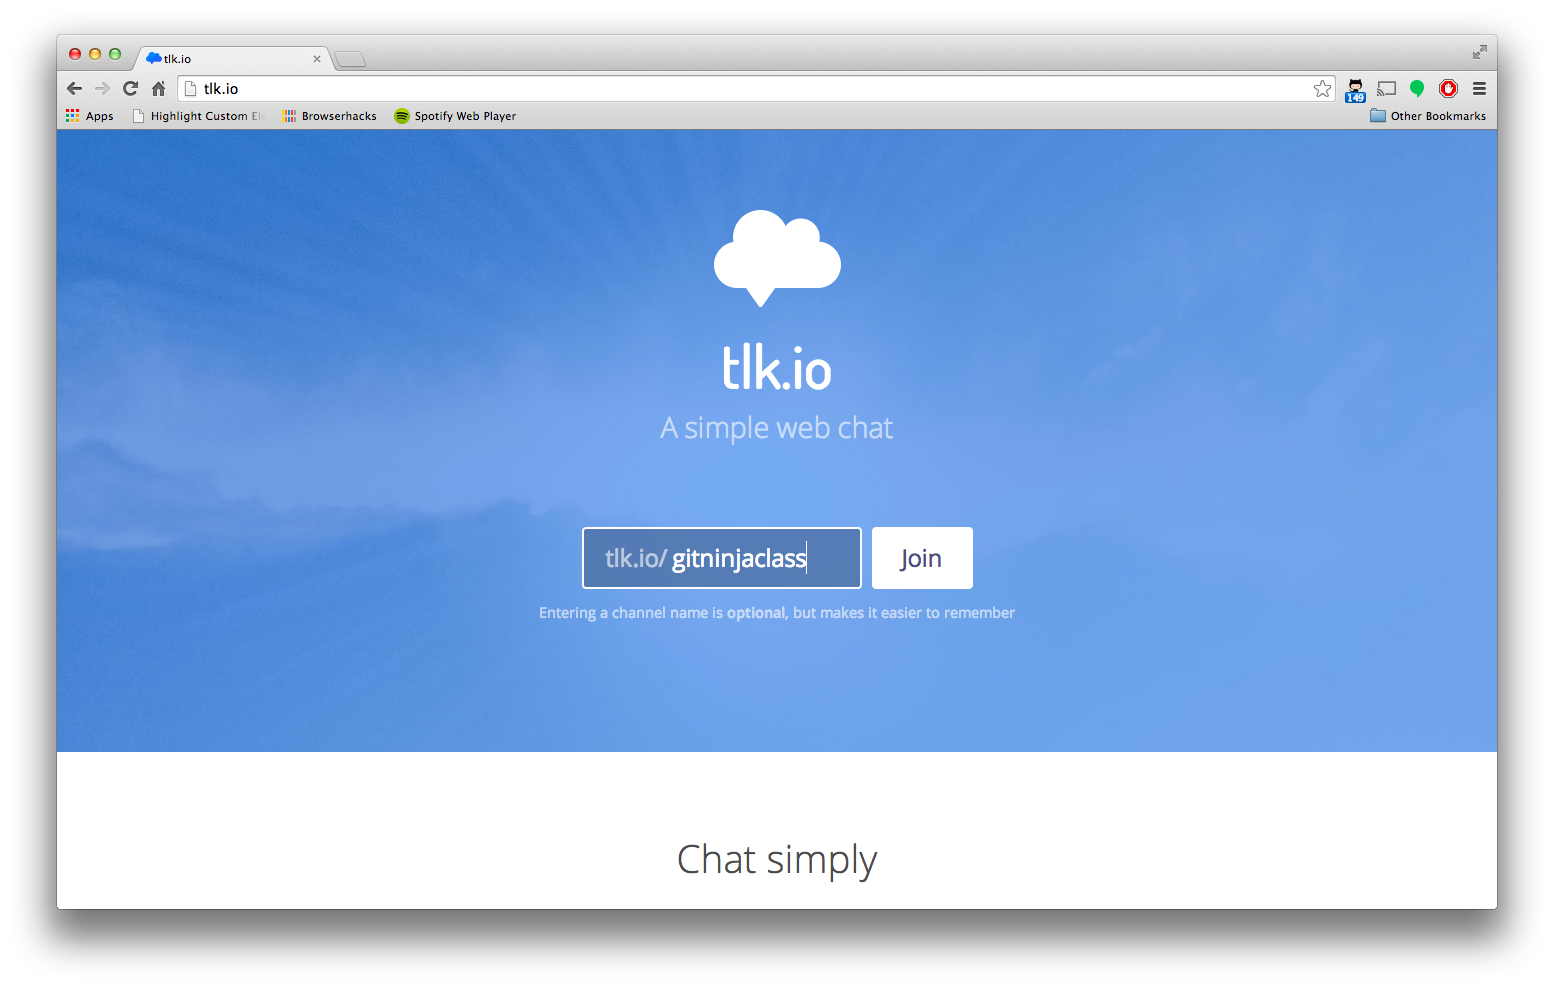 tlk.io
tlk.io
Apps Highlight Custom Browserhacks Spotify Web Player Other Bookmarks
149
tlk.io
A simple web chat
tlk.io/ gitninjaclass Join
Entering a channel name is optional, but makes it easier to remember
Chat simply